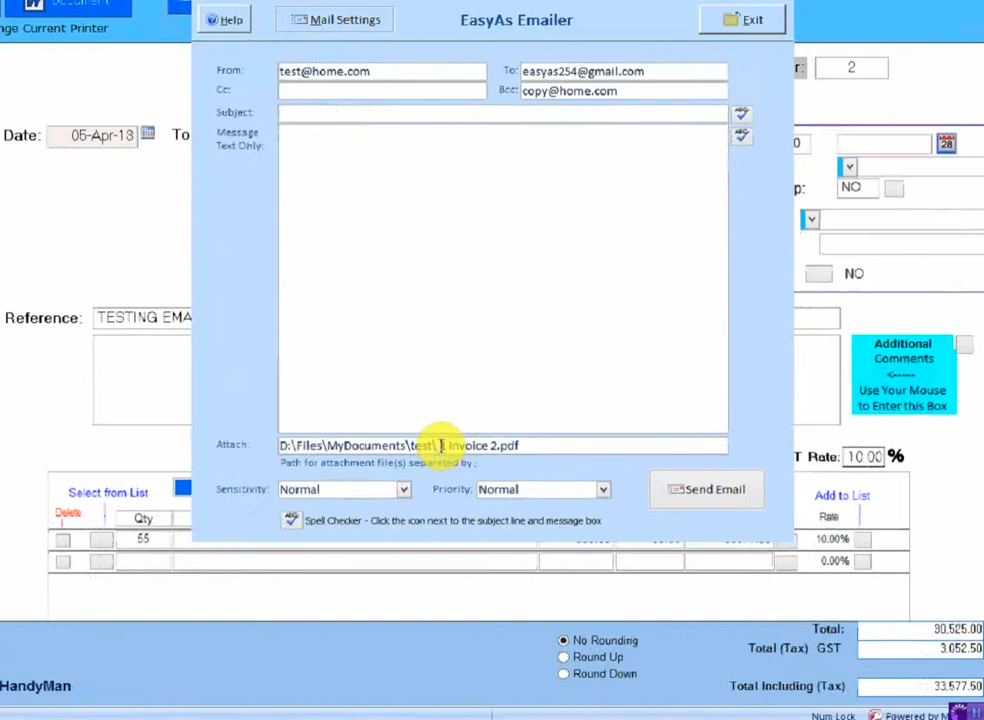 Document
nge Current Printer
Help
Mail Settings
EasyAs Emailer
Exit
From:
test@home.com
To:
easyas254@gmail.com
Cc:
Bcc:
copy@home.com
Subject:
Message
Text Only:
Date:
05-Apr-13
To
r:
2
0
28
p:
NO
NO
Reference:
TESTING EMA
Additional
Comments
<-----
Use Your Mouse
to Enter this Box
Attach:
D:\Files\MyDocuments\test\ Invoice 2.pdf
Path for attachment file(s) separated by ;
T Rate:
10.00
%
Sensitivity:
Normal
Priority:
Normal
Send Email
Spell Checker - Click the icon next to the subject line and message box
Select from List
Add to List
Delete
Qty
Rate
55
10.00%
0.00%
No Rounding
Round Up
Round Down
Total:
30,525.00
Total (Tax) GST
3,052.50
Total Including (Tax)
33,577.50
HandyMan
Num Lock
Powered by M